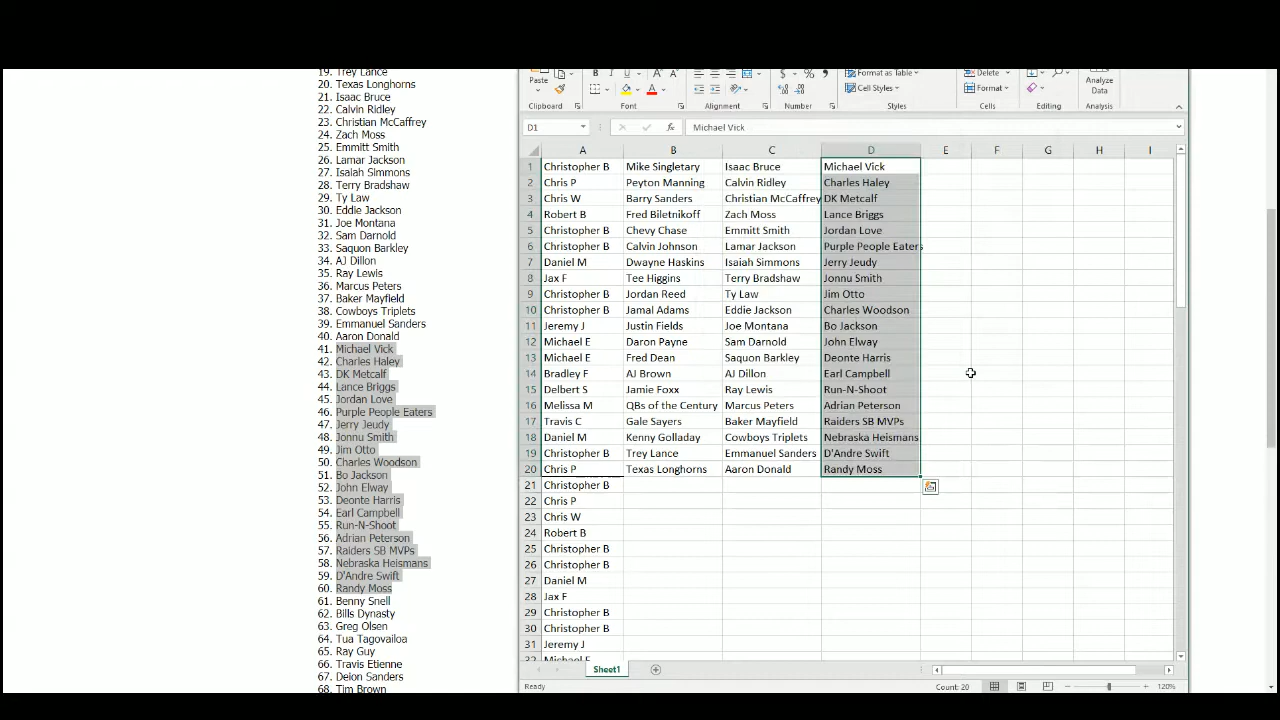 19. Trey Lance
20. Texas Longhorns
21. Isaac Bruce
22. Calvin Ridley
23. Christian McCaffrey
24. Zach Moss
25. Emmitt Smith
26. Lamar Jackson
27. Isaiah Simmons
28. Terry Bradshaw
29. Ty Law
30. Eddie Jackson
31. Joe Montana
32. Sam Darnold
33. Saquon Barkley
34. AJ Dillon
35. Ray Lewis
36. Marcus Peters
37. Baker Mayfield
38. Cowboys Triplets
39. Emmanuel Sanders
40. Aaron Donald
41. Michael Vick
42. Charles Haley
43. DK Metcalf
44. Lance Briggs
45. Jordan Love
46. Purple People Eaters
47. Jerry Jeudy
48. Jonnu Smith
49. Jim Otto
50. Charles Woodson
51. Bo Jackson
52. John Elway
53. Deonte Harris
54. Earl Campbell
55. Run-N-Shoot
56. Adrian Peterson
57. Raiders SB MVPs
58. Nebraska Heismans
59. D'Andre Swift
60. Randy Moss
61. Benny Snell
62. Bills Dynasty
63. Greg Olsen
64. Tua Tagovailoa
65. Ray Guy
66. Travis Etienne
67. Deion Sanders
68. Tim Brown
Paste B I U A A $ % Format as Table Delete Analyze
Cell Styles Format Data
Clipboard Font Alignment Number Styles Cells Editing Analysis
D1 fx Michael Vick
A B C D E F G H I
1 Christopher B Mike Singletary Isaac Bruce Michael Vick
2 Chris P Peyton Manning Calvin Ridley Charles Haley
3 Chris W Barry Sanders Christian McCaffrey DK Metcalf
4 Robert B Fred Biletnikoff Zach Moss Lance Briggs
5 Christopher B Chevy Chase Emmitt Smith Jordan Love
6 Christopher B Calvin Johnson Lamar Jackson Purple People Eaters
7 Daniel M Dwayne Haskins Isaiah Simmons Jerry Jeudy
8 Jax F Tee Higgins Terry Bradshaw Jonnu Smith
9 Christopher B Jordan Reed Ty Law Jim Otto
10 Christopher B Jamal Adams Eddie Jackson Charles Woodson
11 Jeremy J Justin Fields Joe Montana Bo Jackson
12 Michael E Daron Payne Sam Darnold John Elway
13 Michael E Fred Dean Saquon Barkley Deonte Harris
14 Bradley F AJ Brown AJ Dillon Earl Campbell
15 Delbert S Jamie Foxx Ray Lewis Run-N-Shoot
16 Melissa M QBs of the Century Marcus Peters Adrian Peterson
17 Travis C Gale Sayers Baker Mayfield Raiders SB MVPs
18 Daniel M Kenny Golladay Cowboys Triplets Nebraska Heismans
19 Christopher B Trey Lance Emmanuel Sanders D'Andre Swift
20 Chris P Texas Longhorns Aaron Donald Randy Moss
21 Christopher B
22 Chris P
23 Chris W
24 Robert B
25 Christopher B
26 Christopher B
27 Daniel M
28 Jax F
29 Christopher B
30 Christopher B
31 Jeremy J
32 Michael E
Sheet1
Ready Count: 20 120%